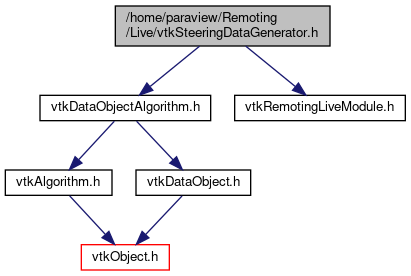 /home/paraview/Remoting
/Live/vtkSteeringDataGenerator.h
vtkDataObjectAlgorithm.h
vtkRemotingLiveModule.h
vtkAlgorithm.h
vtkDataObject.h
vtkObject.h